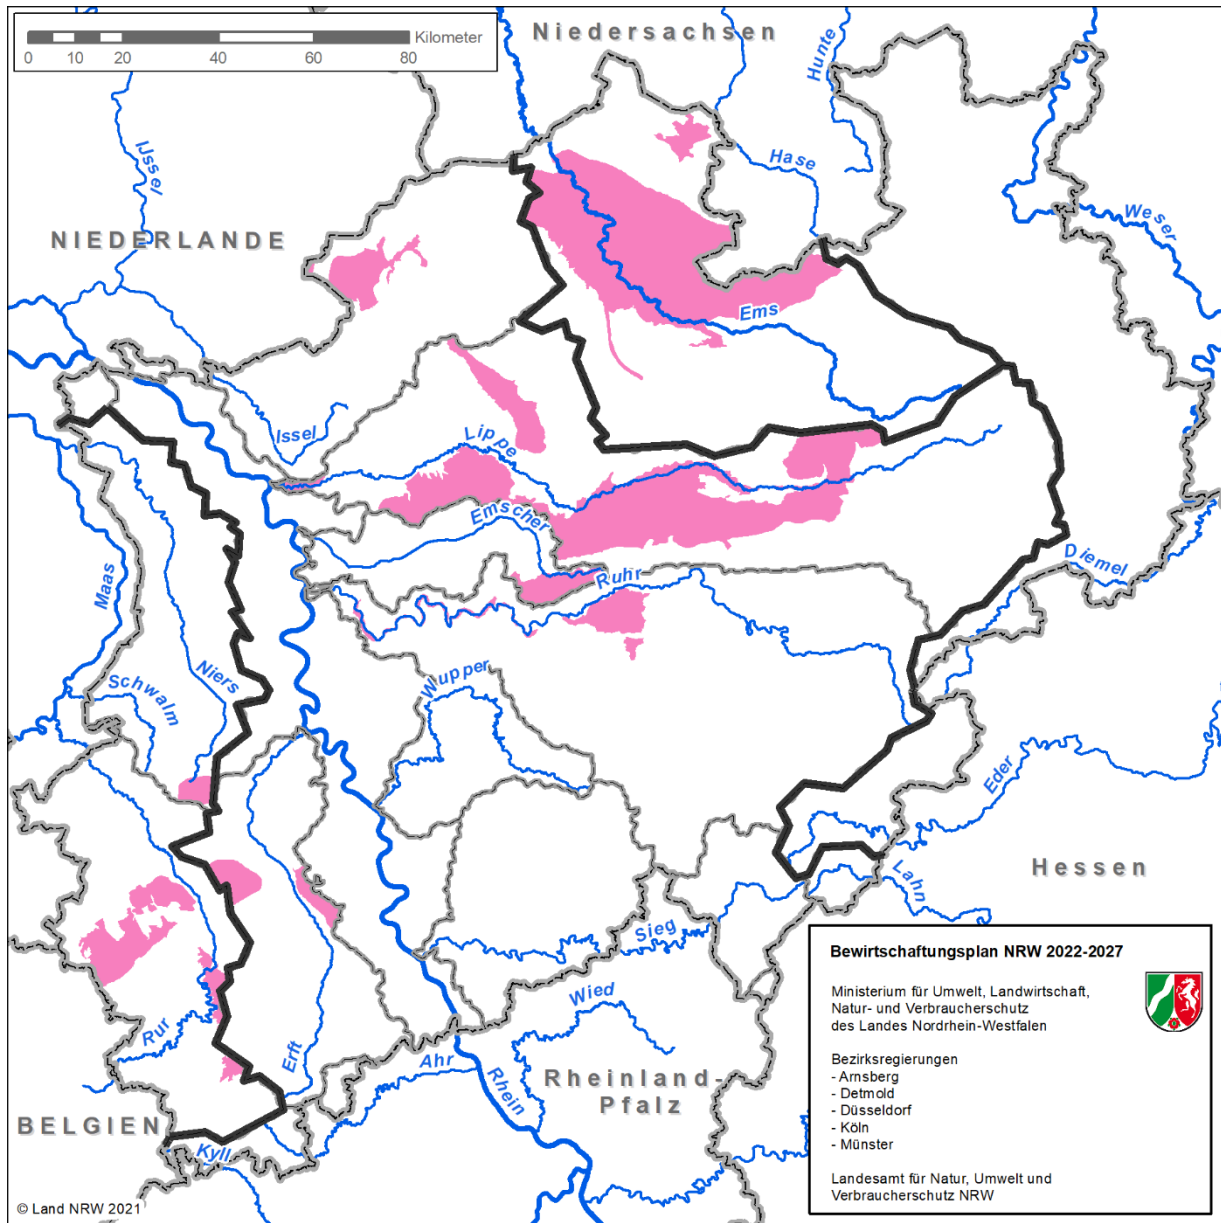 Niedersachsen
Kilometer
0 10 20 40 60 80
Hunte
IJssel
Hase
Weser
NIEDERLANDE
Ems
Issel
Lippe
Emscher
Ruhr
Diemel
Maas
Niers
Schwalm
Wupper
Eder
Hessen
Lahn
Sieg
Wied
Rur
Erft
Ahr
Rhein
Rheinland-
Pfalz
BELGIEN
Kyll
Bewirtschaftungsplan NRW 2022-2027
Ministerium für Umwelt, Landwirtschaft,
Natur- und Verbraucherschutz
des Landes Nordrhein-Westfalen
Bezirksregierungen
- Arnsberg
- Detmold
- Düsseldorf
- Köln
- Münster
Landesamt für Natur, Umwelt und
Verbraucherschutz NRW
© Land NRW 2021